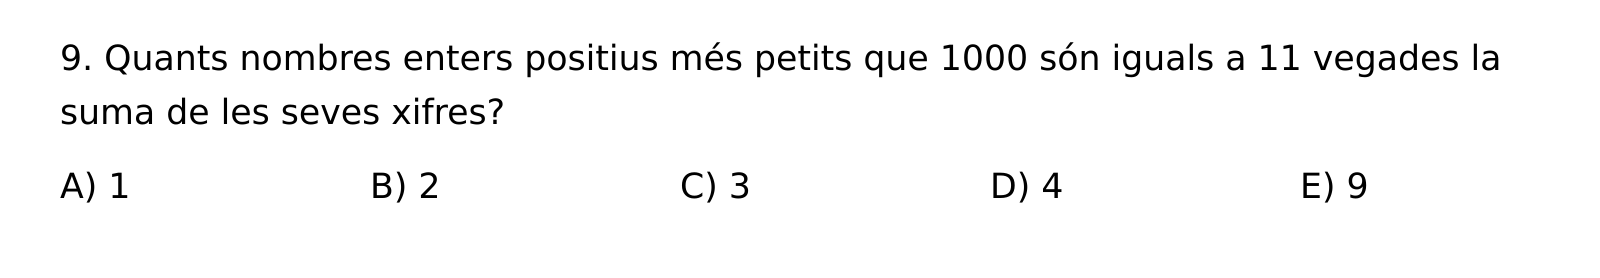 9. Quants nombres enters positius més petits que 1000 són iguals a 11 vegades la
suma de les seves xifres?
A) 1 B) 2 C) 3 D) 4 E) 9